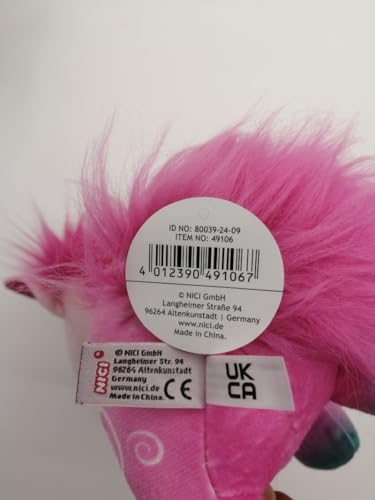 ID NO: 80039-24-09
ITEM NO: 49106
4 012390 491067
© NICI GmbH
Langheimer Straße 94
96264 Altenkunstadt | Germany
www.nici.de
Made in China.
NICI
© NICI GmbH
Langheimer Str. 94
96264 Altenkunstadt
Germany
www.nici.de
Made in China.
CE
UK
CA